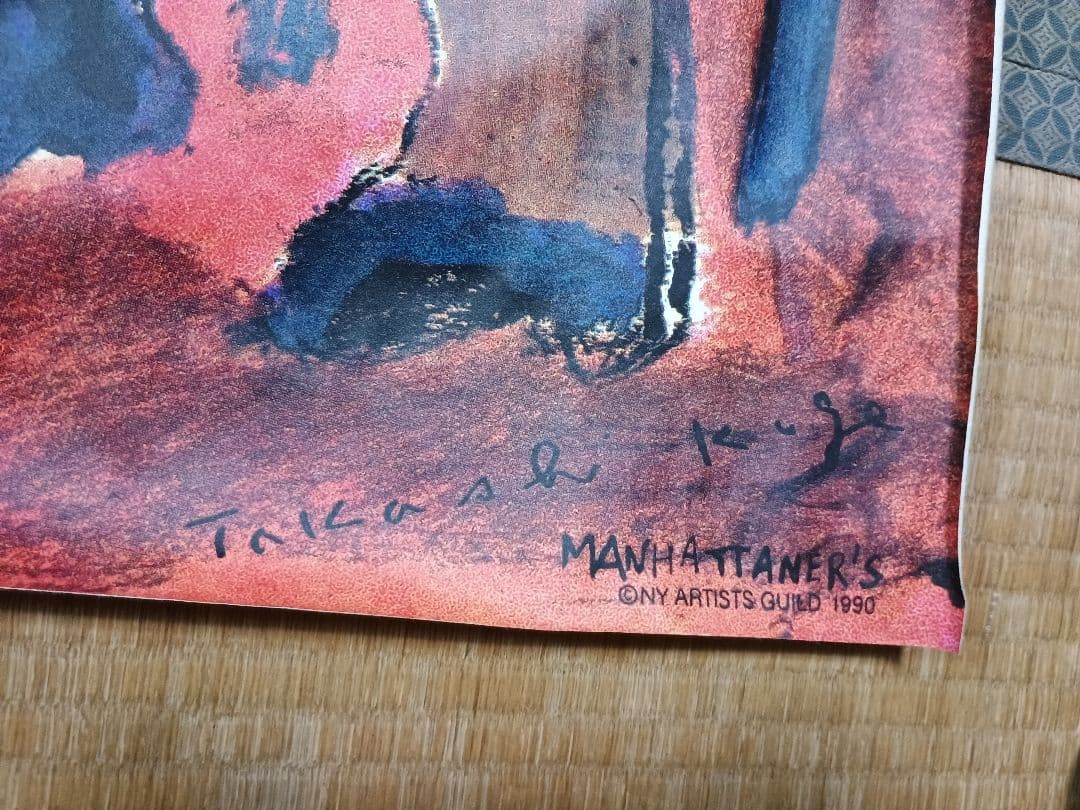 Takashi Kuge
MANHATTANER'S
©NY ARTISTS GUILD 1990